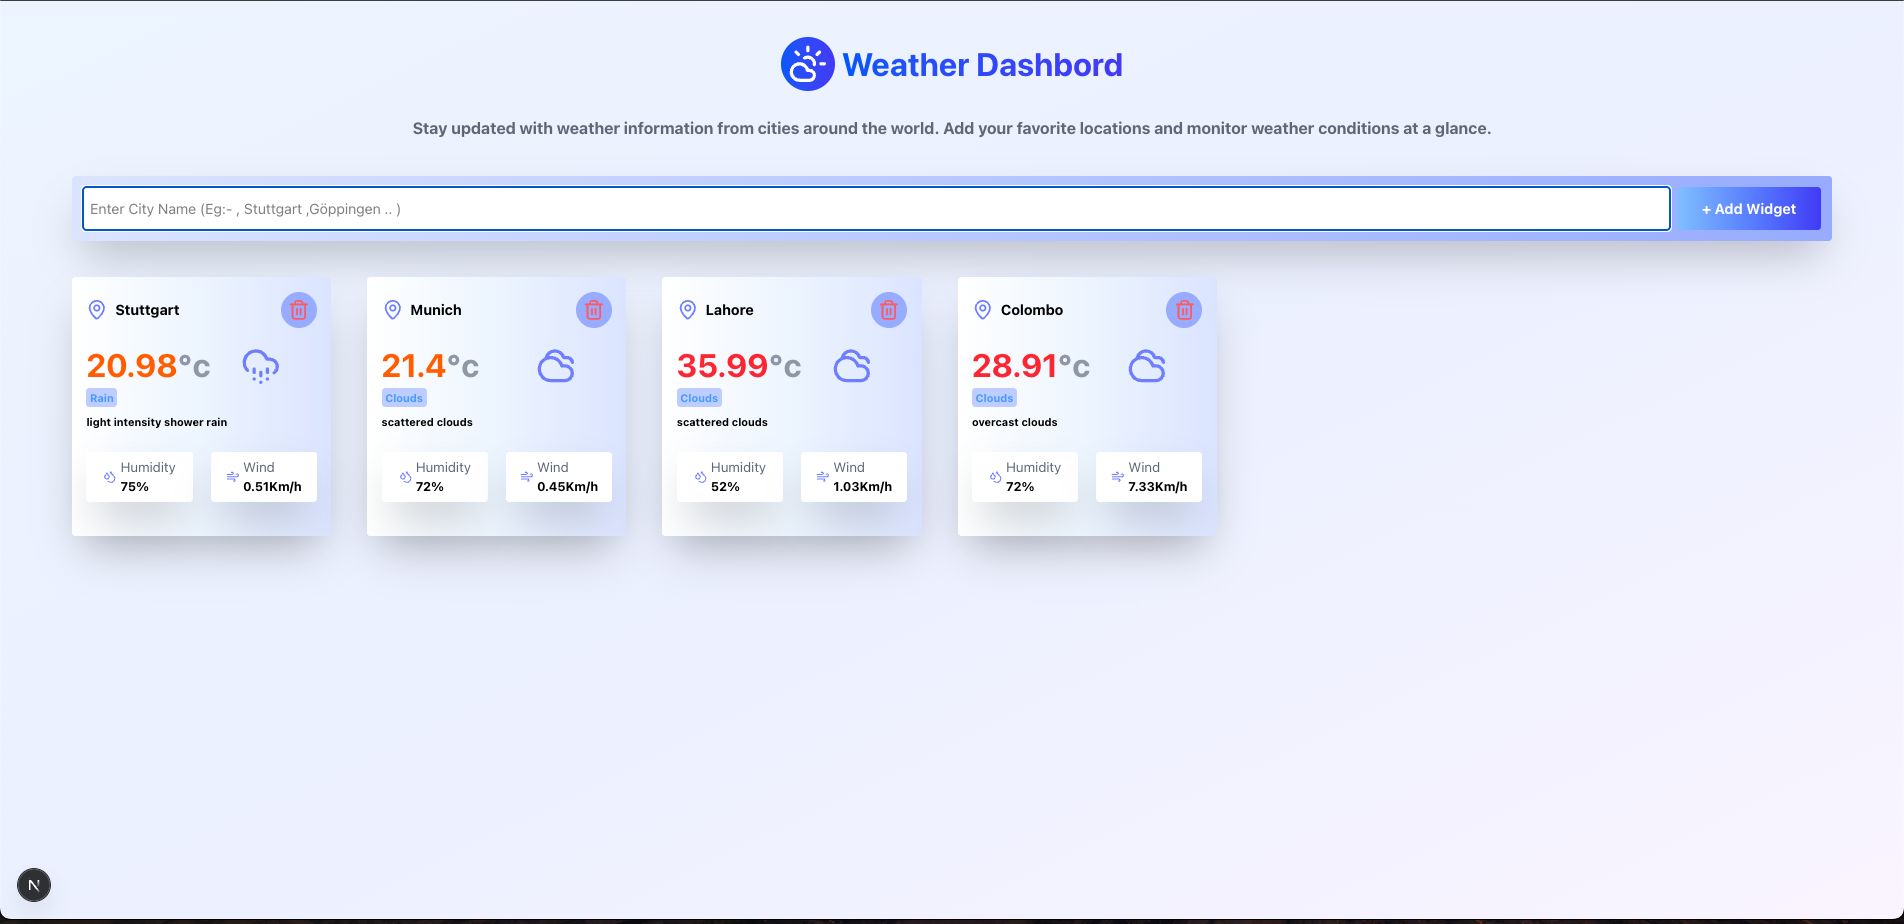 Weather Dashbord
Stay updated with weather information from cities around the world. Add your favorite locations and monitor weather conditions at a glance.
Enter City Name (Eg:- , Stuttgart ,Göppingen .. )
+ Add Widget
Stuttgart
20.98°c
Rain
light intensity shower rain
Humidity
75%
Wind
0.51Km/h
Munich
21.4°c
Clouds
scattered clouds
Humidity
72%
Wind
0.45Km/h
Lahore
35.99°c
Clouds
scattered clouds
Humidity
52%
Wind
1.03Km/h
Colombo
28.91°c
Clouds
overcast clouds
Humidity
72%
Wind
7.33Km/h
N